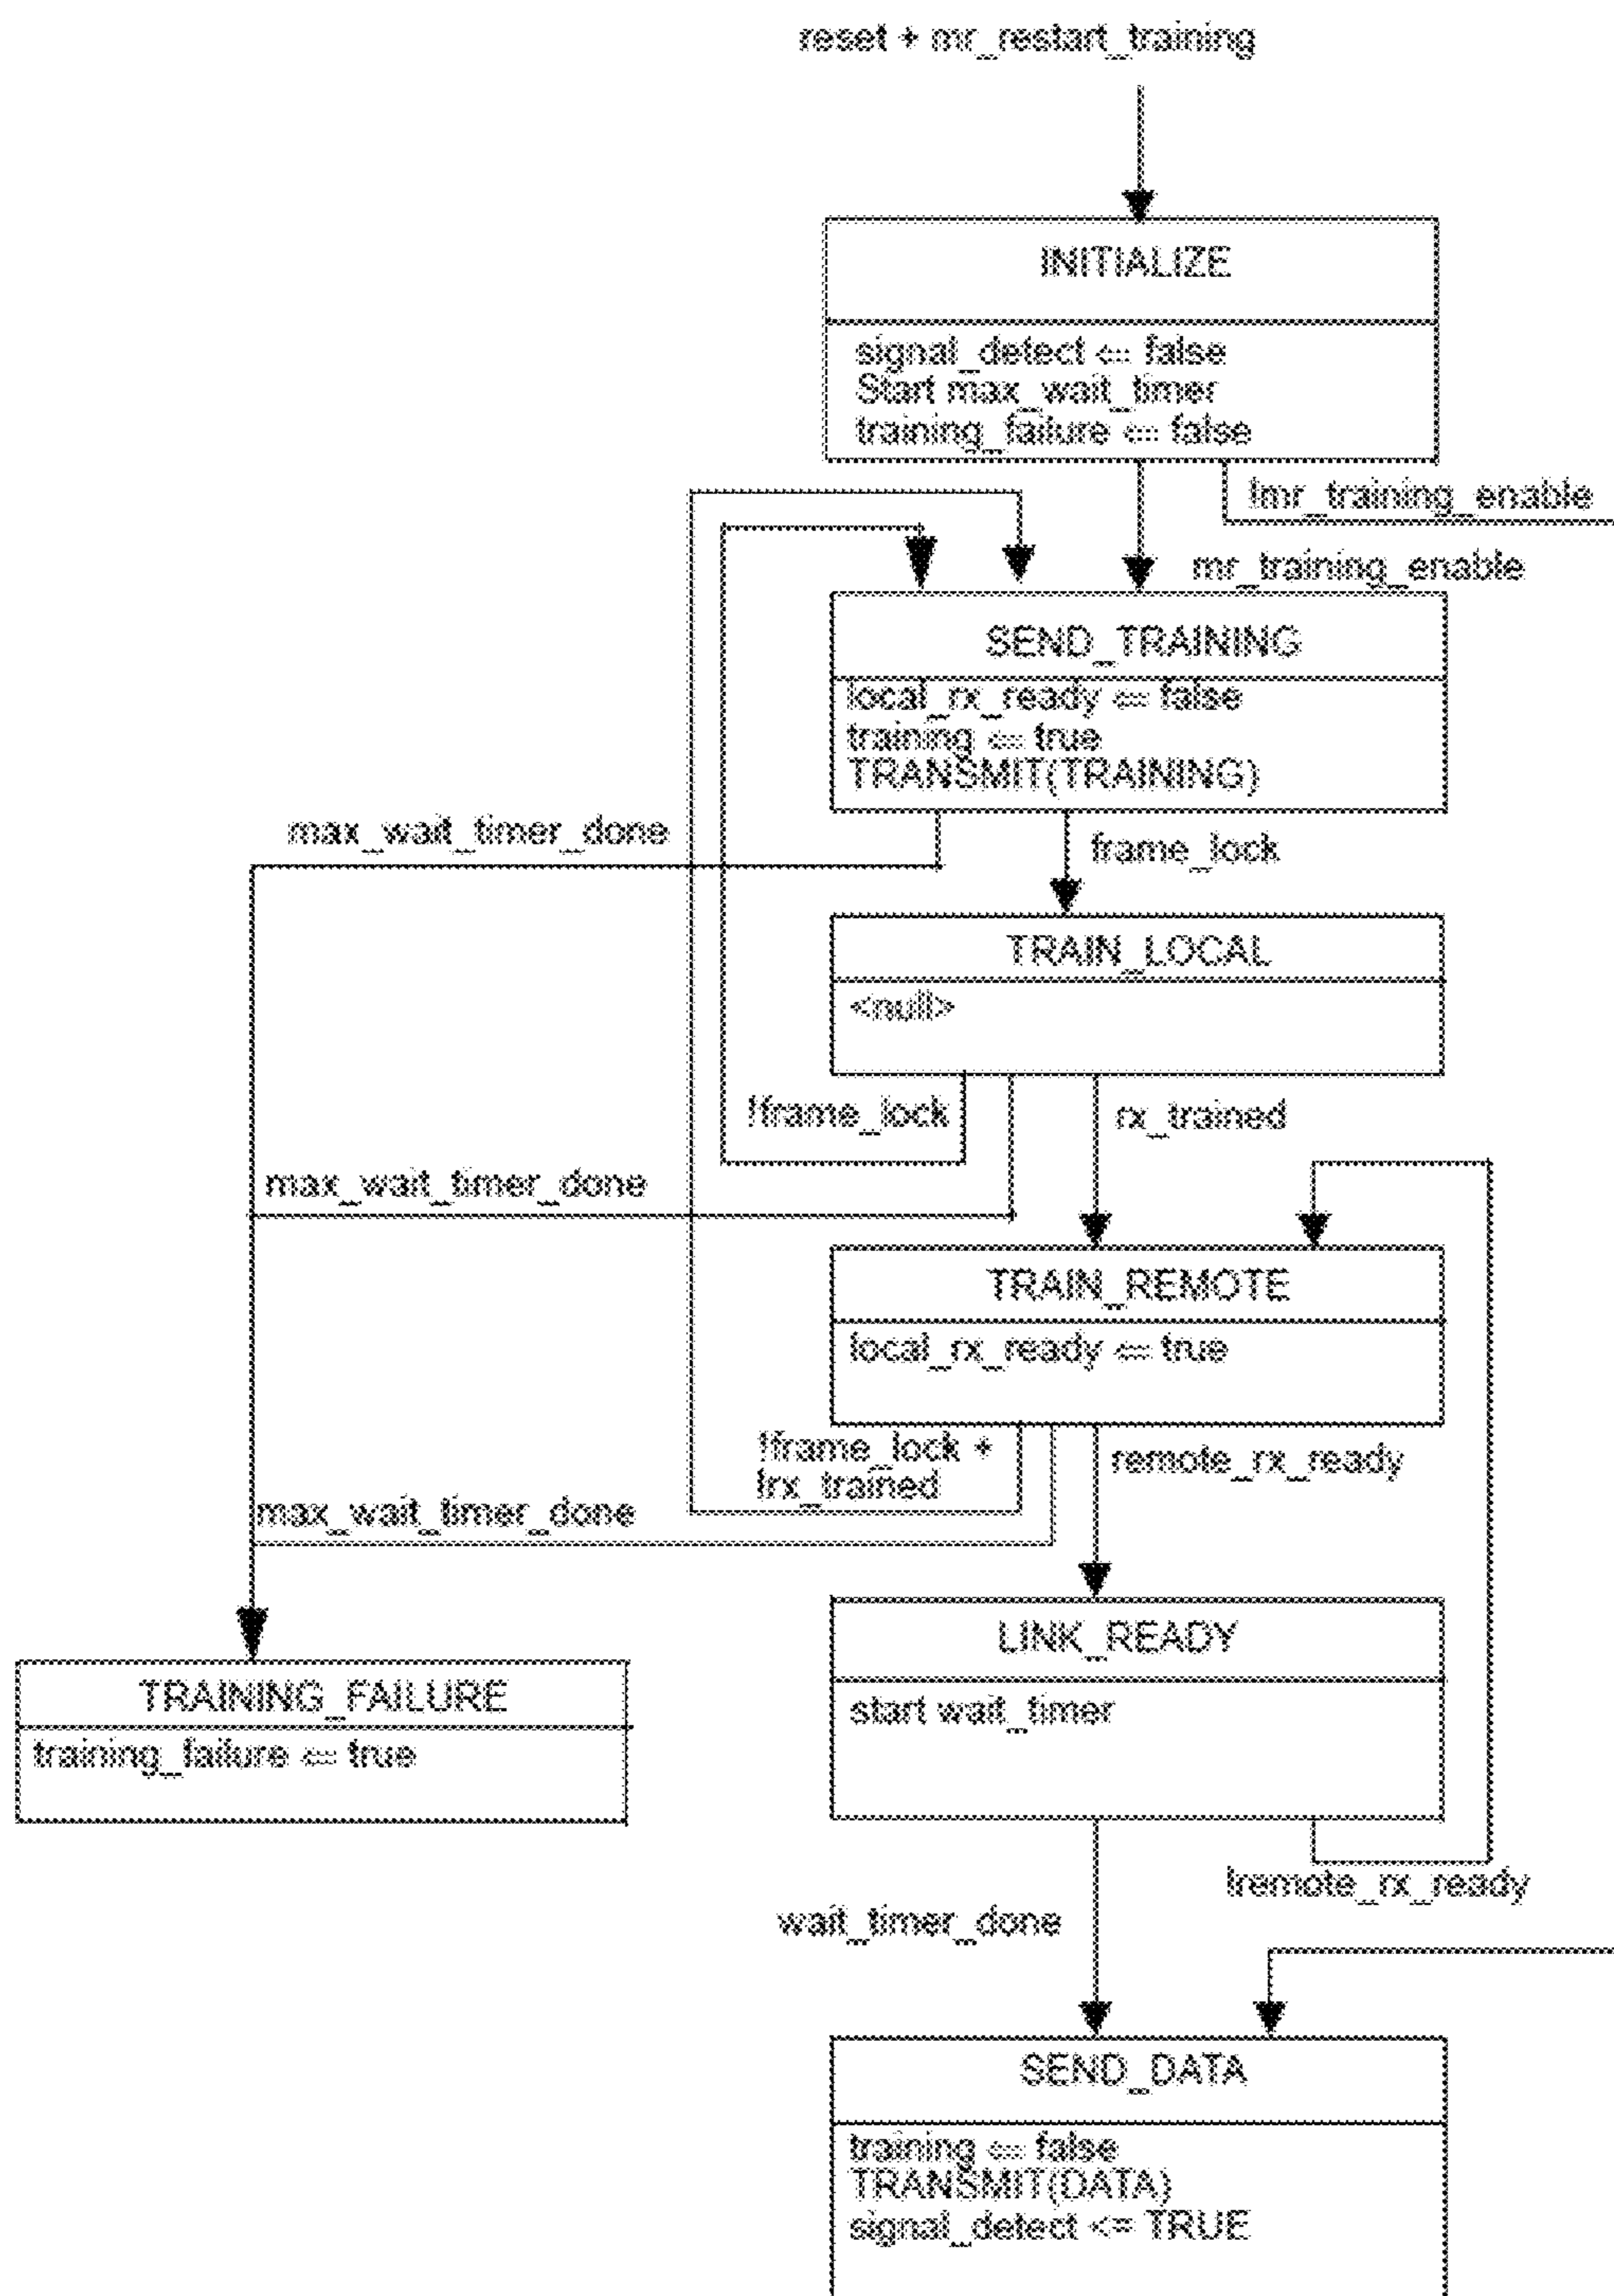 reset + mr_restart_training
INITIALIZE
signal_detect ⇐ false
Start max_wait_timer
training_failure ⇐ false
!mr_training_enable
mr_training_enable
SEND_TRAINING
local_rx_ready ⇐ false
training ⇐ true
TRANSMIT(TRAINING)
max_wait_timer_done
frame_lock
TRAIN_LOCAL
<null>
!frame_lock
rx_trained
max_wait_timer_done
TRAIN_REMOTE
local_rx_ready ⇐ true
!frame_lock +
!rx_trained
remote_rx_ready
max_wait_timer_done
LINK_READY
start wait_timer
TRAINING_FAILURE
training_failure ⇐ true
!remote_rx_ready
wait_timer_done
SEND_DATA
training ⇐ false
TRANSMIT(DATA)
signal_detect <= TRUE